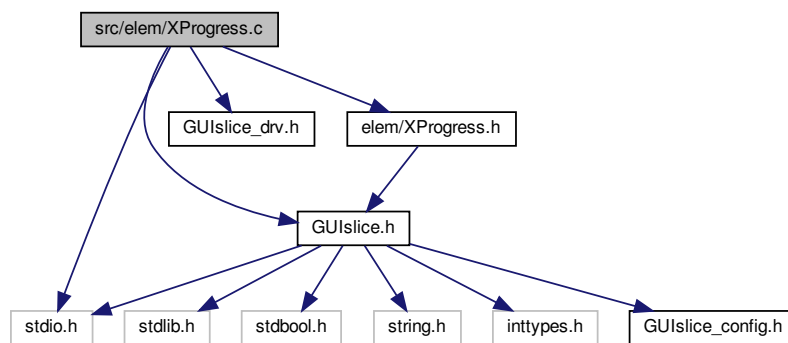 src/elem/XProgress.c
GUIslice_drv.h
elem/XProgress.h
GUIslice.h
stdio.h
stdlib.h
stdbool.h
string.h
inttypes.h
GUIslice_config.h